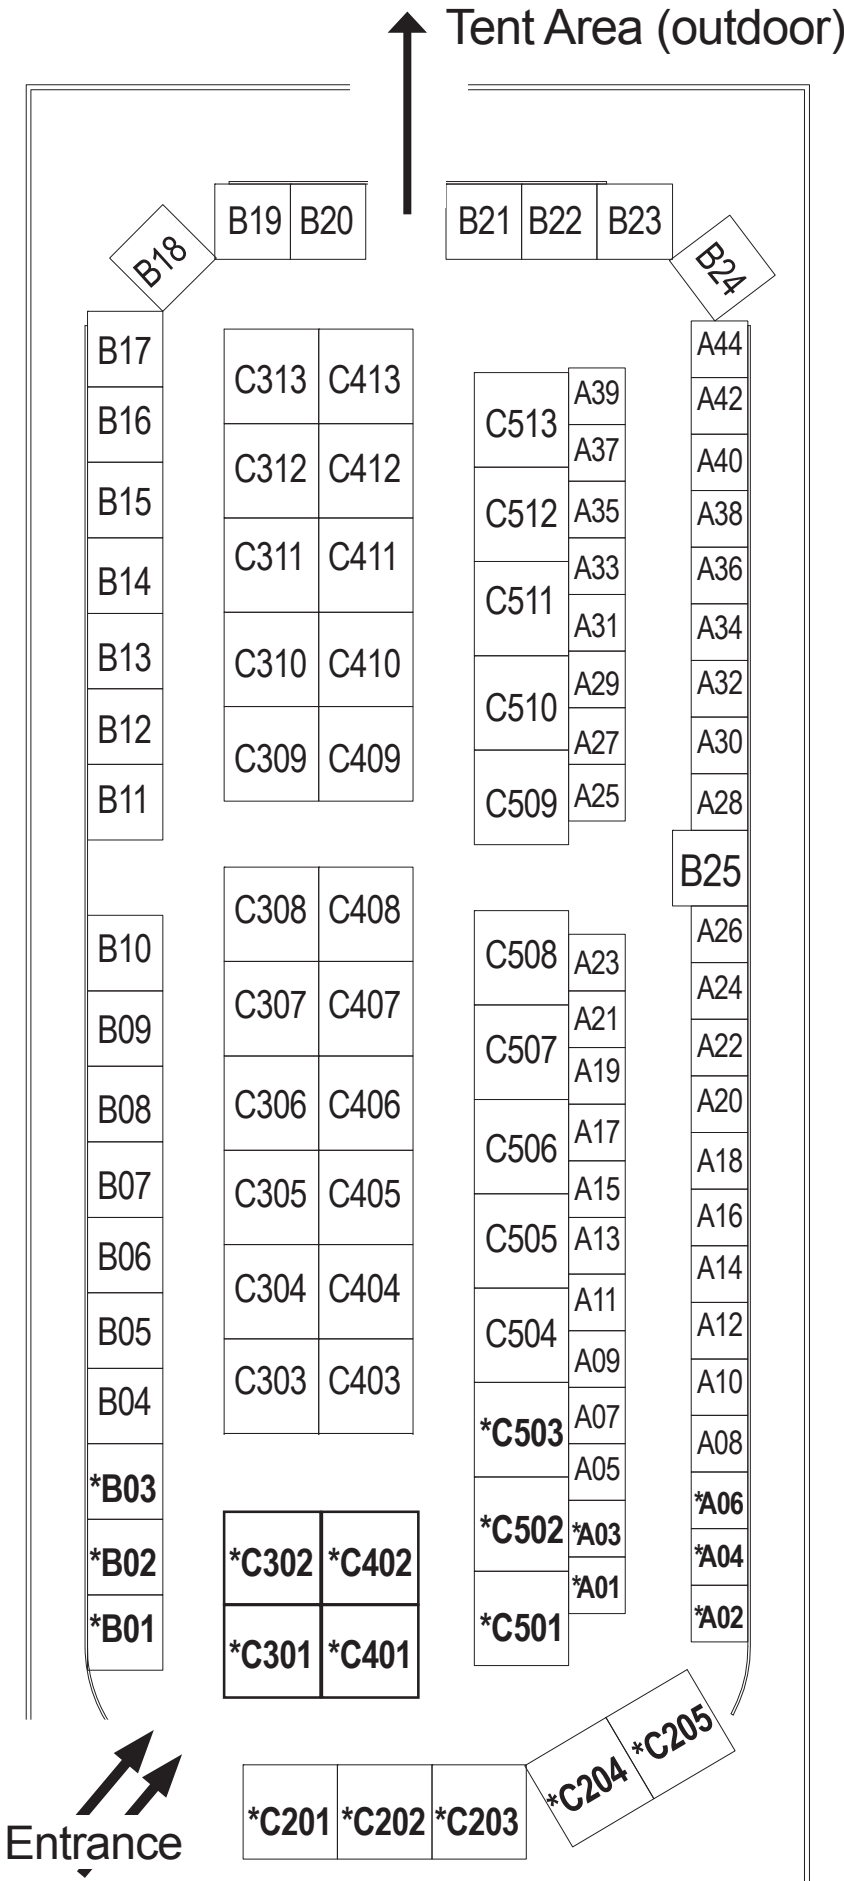 Tent Area (outdoor)
B19 B20 B21 B22 B23
B18 B24
B17
B16
B15
B14
B13
B12
B11
B10
B09
B08
B07
B06
B05
B04
*B03
*B02
*B01
C313 C413
C312 C412
C311 C411
C310 C410
C309 C409
C308 C408
C307 C407
C306 C406
C305 C405
C304 C404
C303 C403
*C302 *C402
*C301 *C401
C513
C512
C511
C510
C509
C508
C507
C506
C505
C504
*C503
*C502
*C501
A39
A37
A35
A33
A31
A29
A27
A25
A23
A21
A19
A17
A15
A13
A11
A09
A07
A05
*A03
*A01
A44
A42
A40
A38
A36
A34
A32
A30
A28
B25
A26
A24
A22
A20
A18
A16
A14
A12
A10
A08
*A06
*A04
*A02
*C201 *C202 *C203 *C204 *C205
Entrance